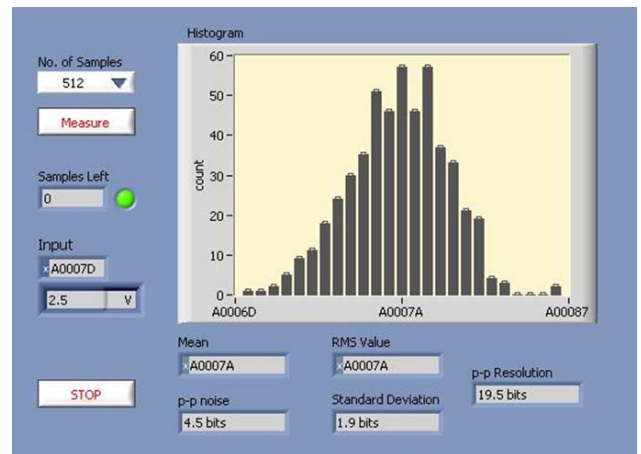 Histogram
No. of Samples
512
Measure
Samples Left
0
Input
x A0007D
2.5 V
STOP
count
60
50
40
30
20
10
0
A0006D A0007A A00087
Mean
x A0007A
RMS Value
x A0007A
p-p Resolution
19.5 bits
p-p noise
4.5 bits
Standard Deviation
1.9 bits